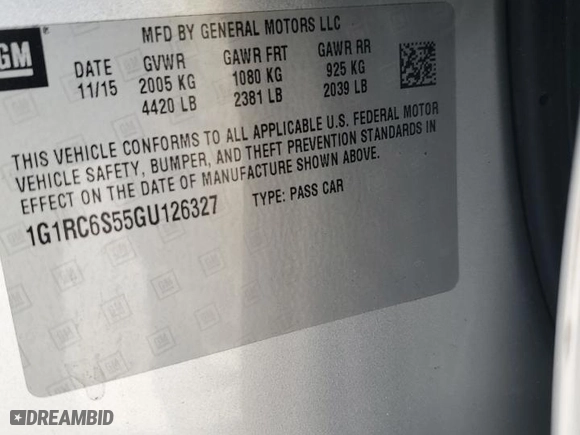 GM
MFD BY GENERAL MOTORS LLC
DATE GVWR GAWR FRT GAWR RR
11/15 2005 KG 1080 KG 925 KG
4420 LB 2381 LB 2039 LB
THIS VEHICLE CONFORMS TO ALL APPLICABLE U.S. FEDERAL MOTOR
VEHICLE SAFETY, BUMPER, AND THEFT PREVENTION STANDARDS IN
EFFECT ON THE DATE OF MANUFACTURE SHOWN ABOVE.
1G1RC6S55GU126327 TYPE: PASS CAR
DREAMBID